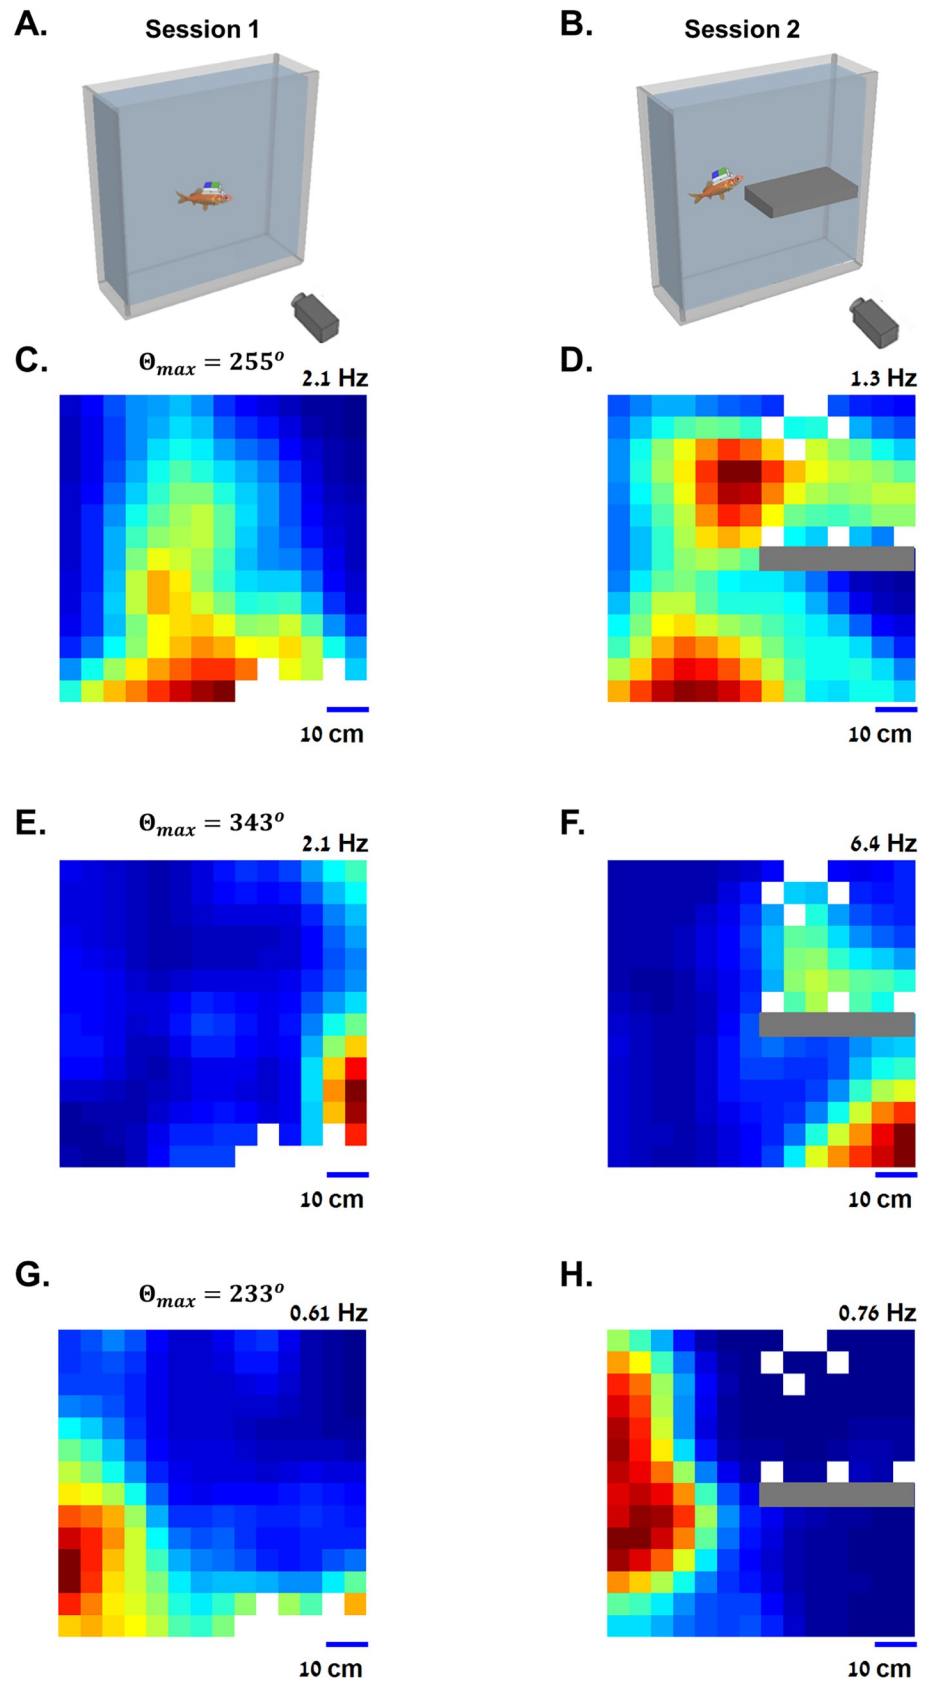 A. Session 1
B. Session 2
C. Θmax = 255° 2.1 Hz
D. 1.3 Hz
10 cm
10 cm
E. Θmax = 343° 2.1 Hz
F. 6.4 Hz
10 cm
10 cm
G. Θmax = 233° 0.61 Hz
H. 0.76 Hz
10 cm
10 cm